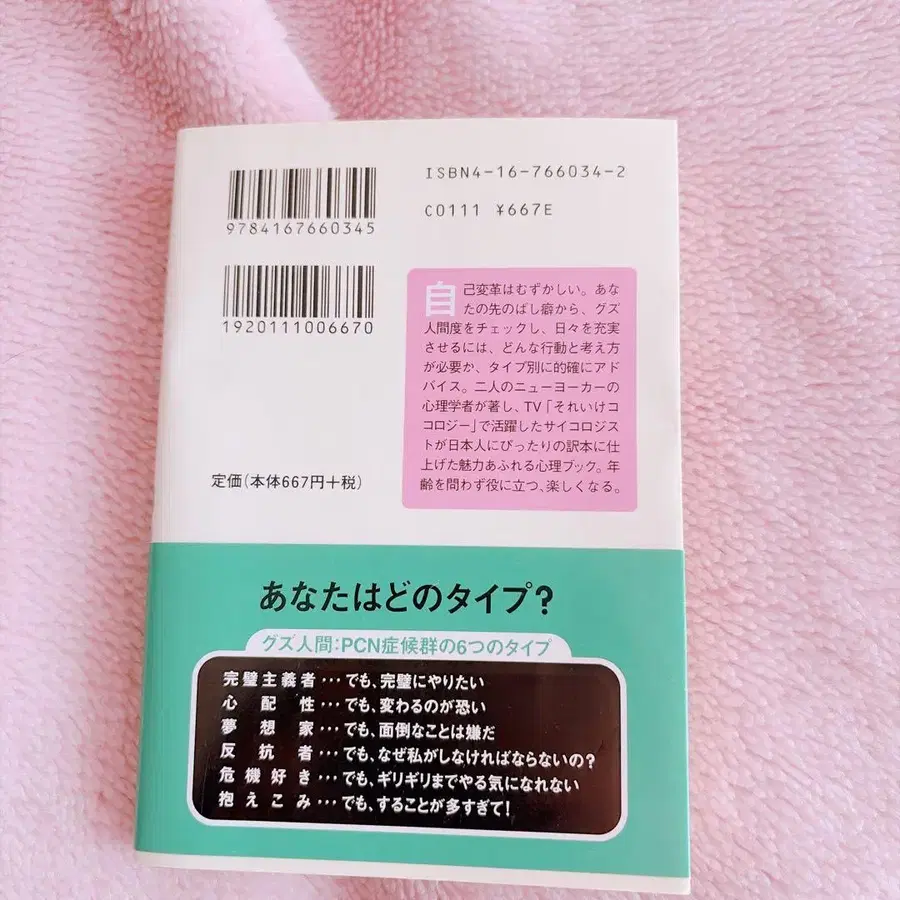 ISBN4-16-766034-2
C0111 ¥667E
9784167660345
1920111006670
自己変革はむずかしい。あな
たの先のばし癖から、グズ
人間度をチェックし、日々を充実
させるには、どんな行動と考え方
が必要か、タイプ別に的確にアド
バイス。二人のニューヨーカーの
心理学者が著し、TV「それいけコ
コロジー」で活躍したサイコロジス
トが日本人にぴったりの訳本に仕
上げた魅力あふれる心理ブック。年
齢を問わず役に立つ、楽しくなる。
定価(本体667円+税)
あなたはどのタイプ?
グズ人間:PCN症候群の6つのタイプ
完璧主義者…でも、完璧にやりたい
心配性…でも、変わるのが恐い
夢想家…でも、面倒なことは嫌だ
反抗者…でも、なぜ私がしなければならないの?
危機好き…でも、ギリギリまでやる気になれない
抱えこみ…でも、することが多すぎて!